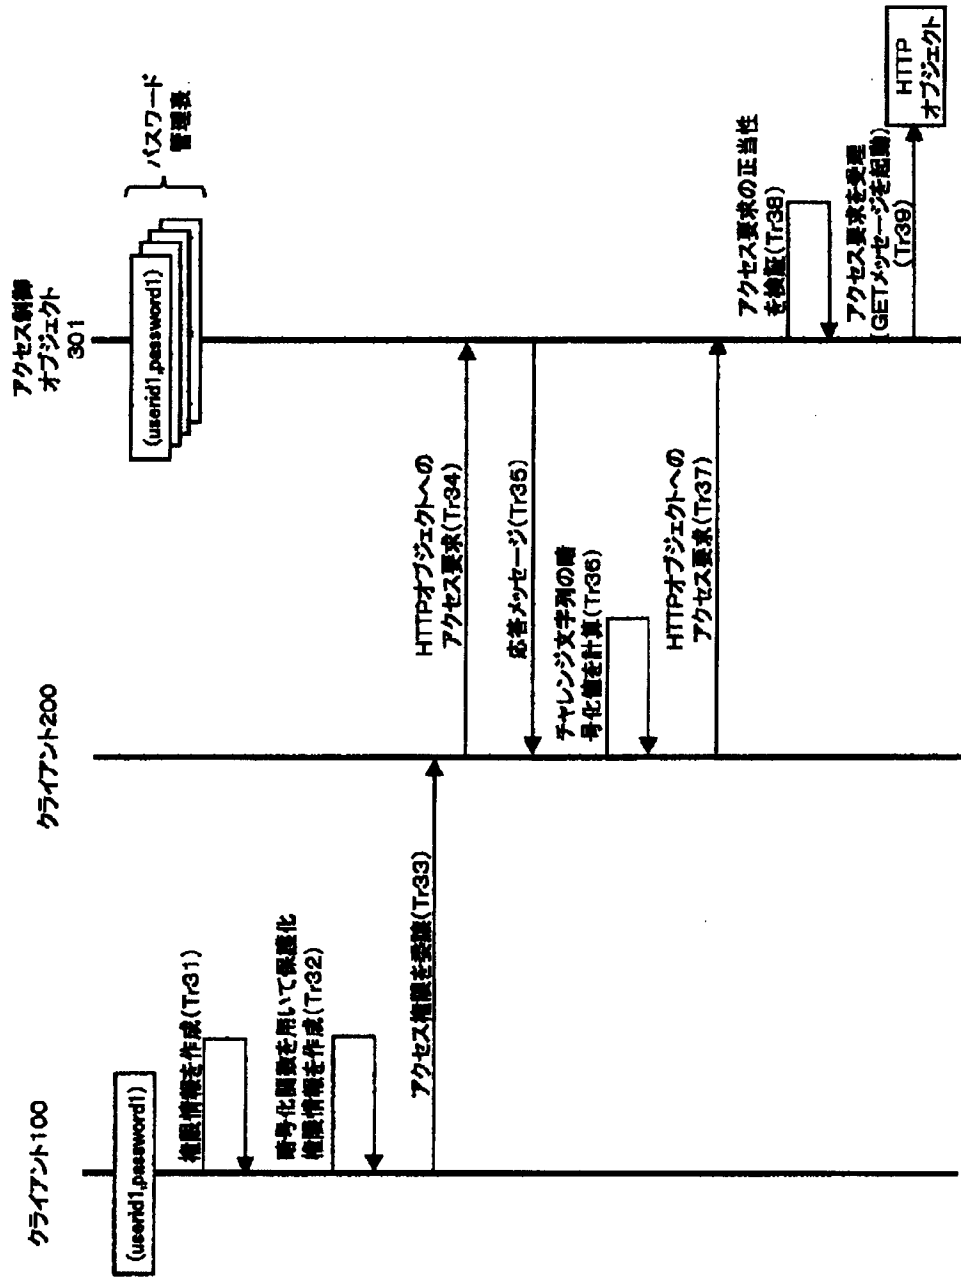 クライアント100
クライアント200
アクセス制御
オブジェクト
301
(userid1,password1)
(userid1,password1)
パスワード
管理表
権限情報を作成(Tr31)
暗号化関数を用いて保護化
権限情報を作成(Tr32)
アクセス権限を委譲(Tr33)
HTTPオブジェクトへの
アクセス要求(Tr34)
応答メッセージ(Tr35)
チャレンジ文字列の暗
号化値を計算(Tr36)
HTTPオブジェクトへの
アクセス要求(Tr37)
アクセス要求の正当性
を検証(Tr38)
アクセス要求を受理
(GETメッセージを起動)
(Tr39)
HTTP
オブジェクト